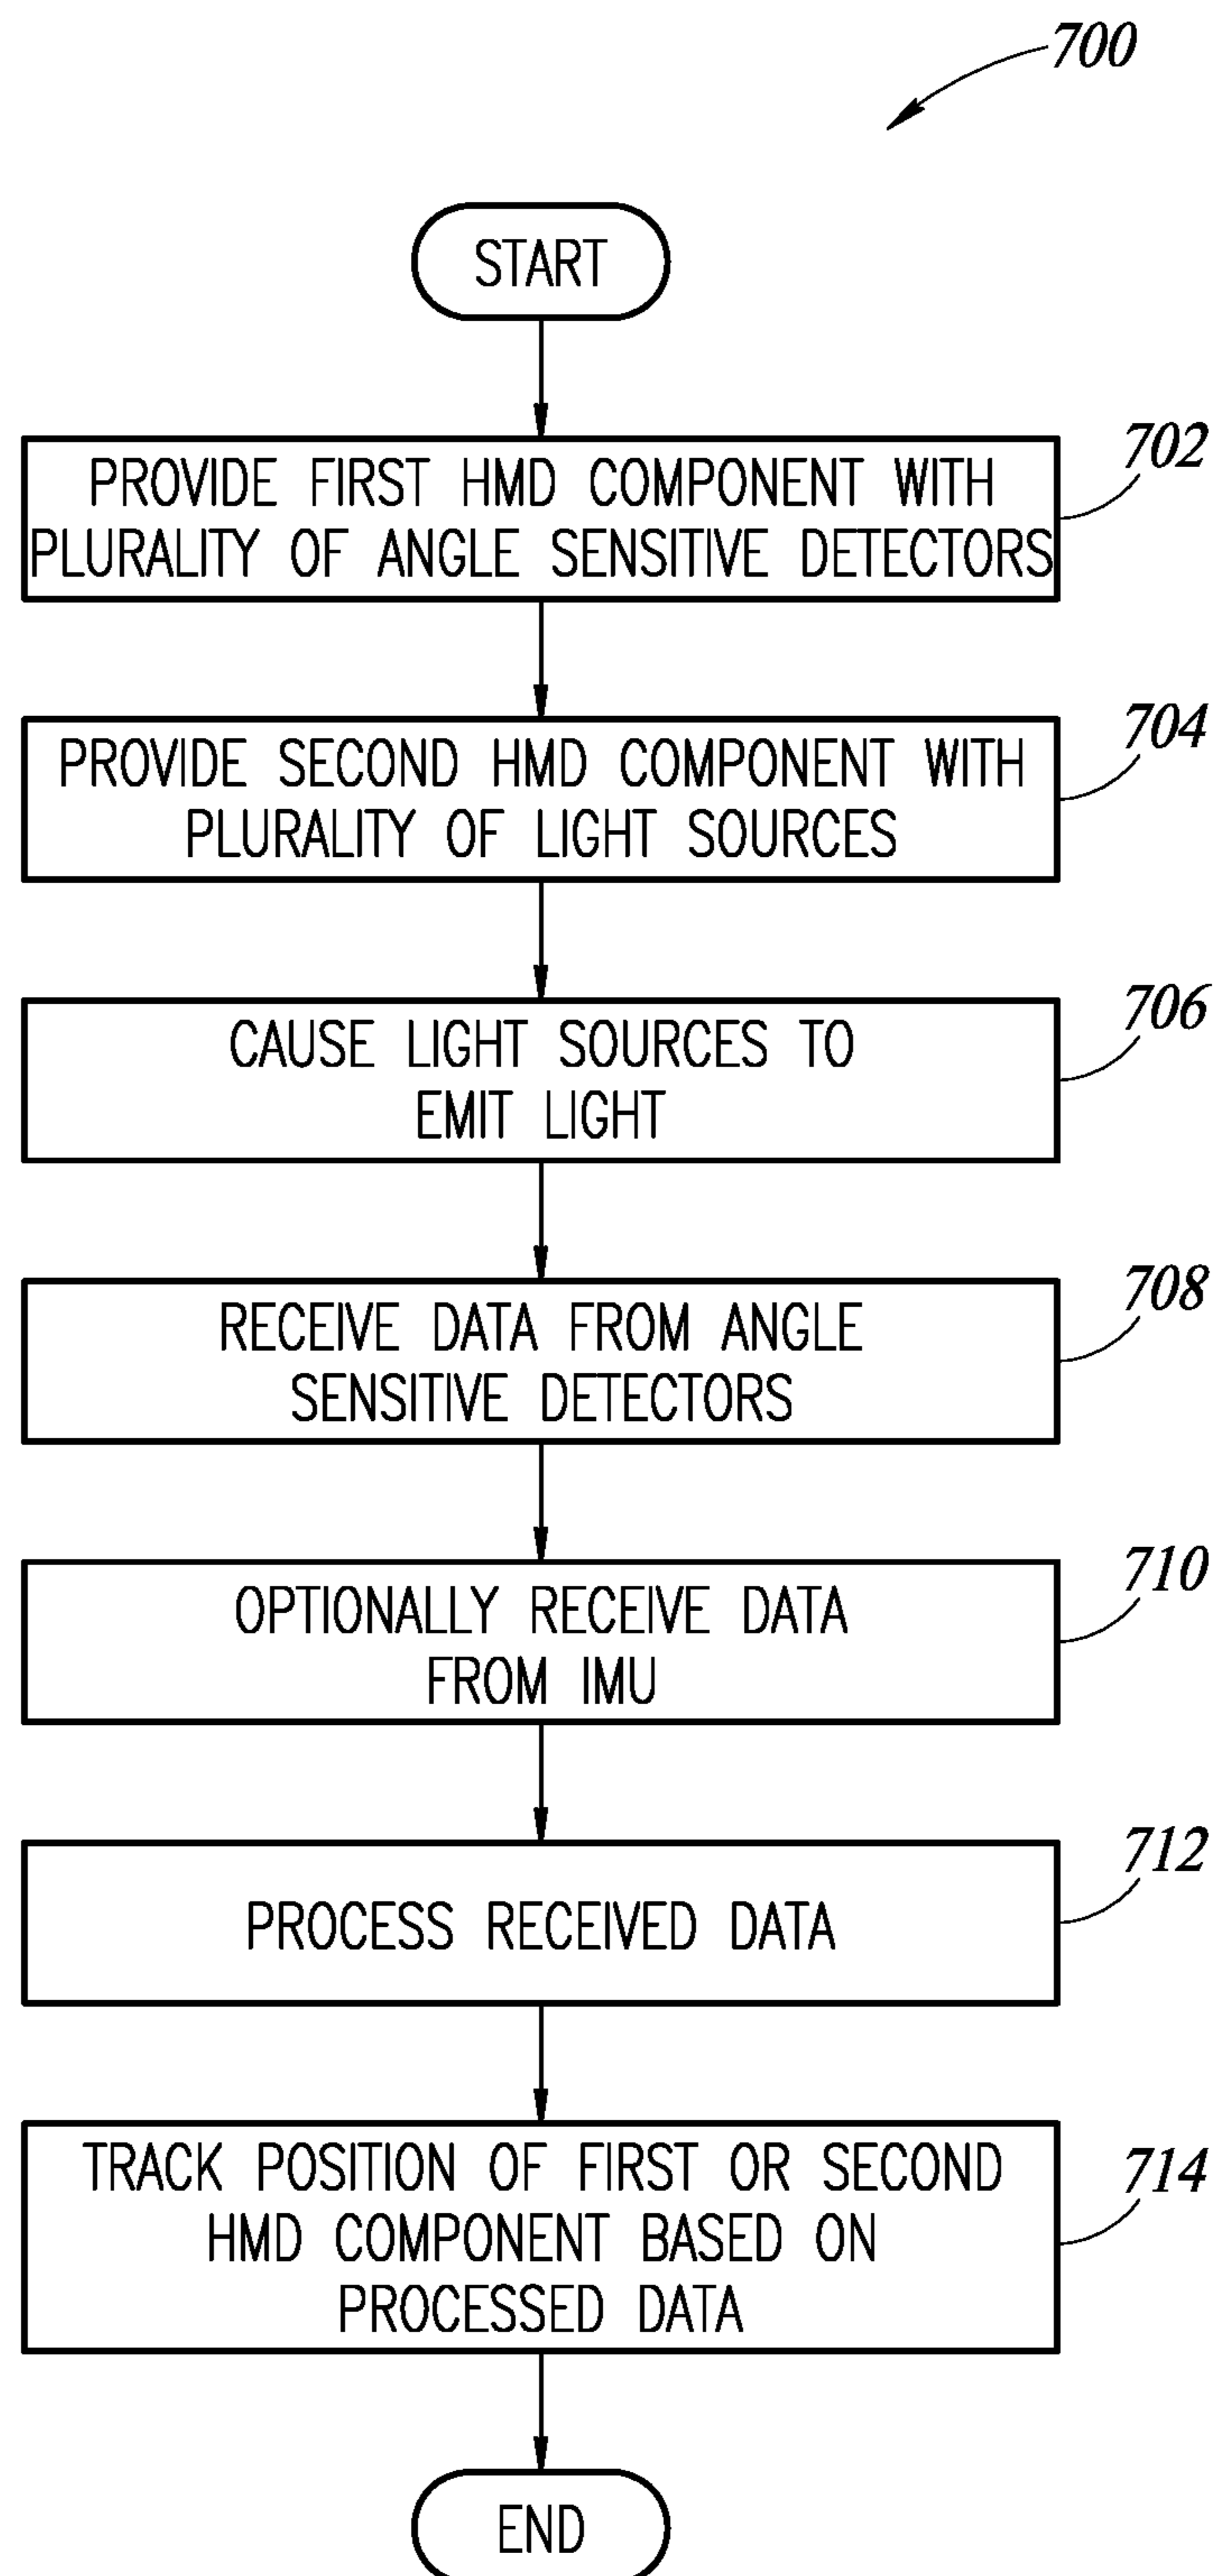 700
START
PROVIDE FIRST HMD COMPONENT WITH
PLURALITY OF ANGLE SENSITIVE DETECTORS
702
PROVIDE SECOND HMD COMPONENT WITH
PLURALITY OF LIGHT SOURCES
704
CAUSE LIGHT SOURCES TO
EMIT LIGHT
706
RECEIVE DATA FROM ANGLE
SENSITIVE DETECTORS
708
OPTIONALLY RECEIVE DATA
FROM IMU
710
PROCESS RECEIVED DATA
712
TRACK POSITION OF FIRST OR SECOND
HMD COMPONENT BASED ON
PROCESSED DATA
714
END